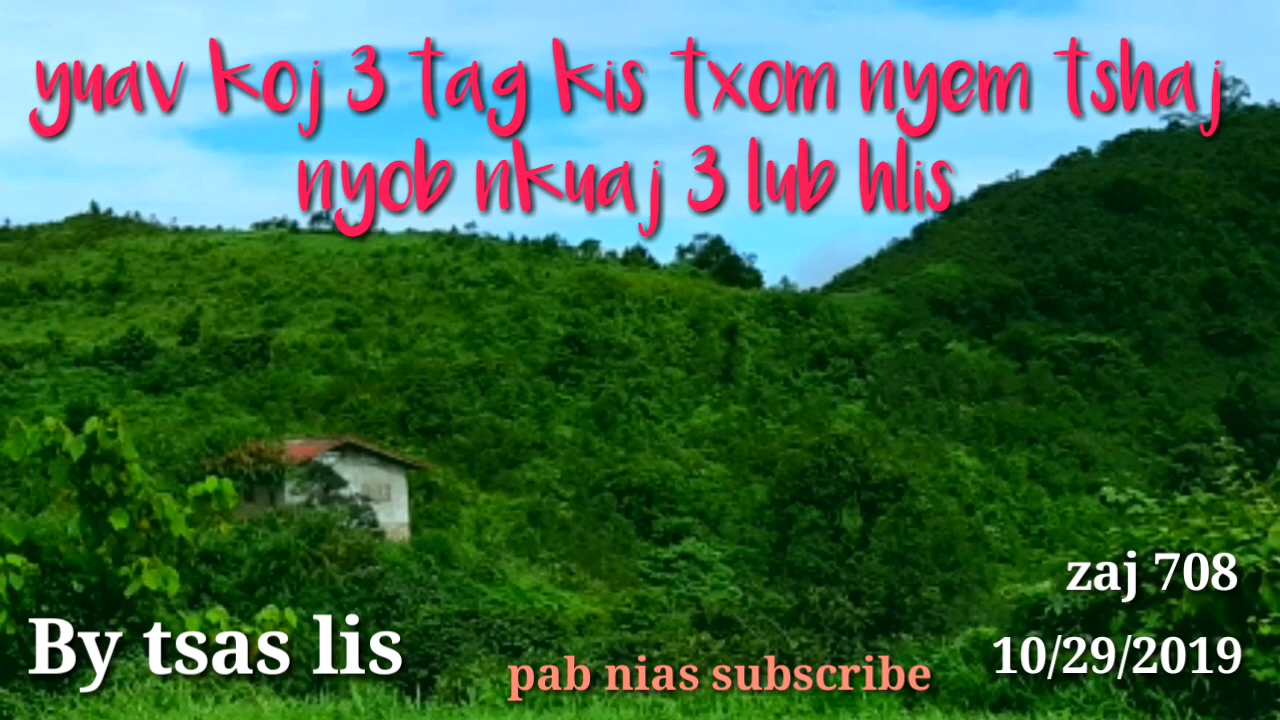 yuav koj 3 tag kis txom nyem tshaj
nyob nkuaj 3 lub hlis
zaj 708
By tsas lis
10/29/2019
pab nias subscribe